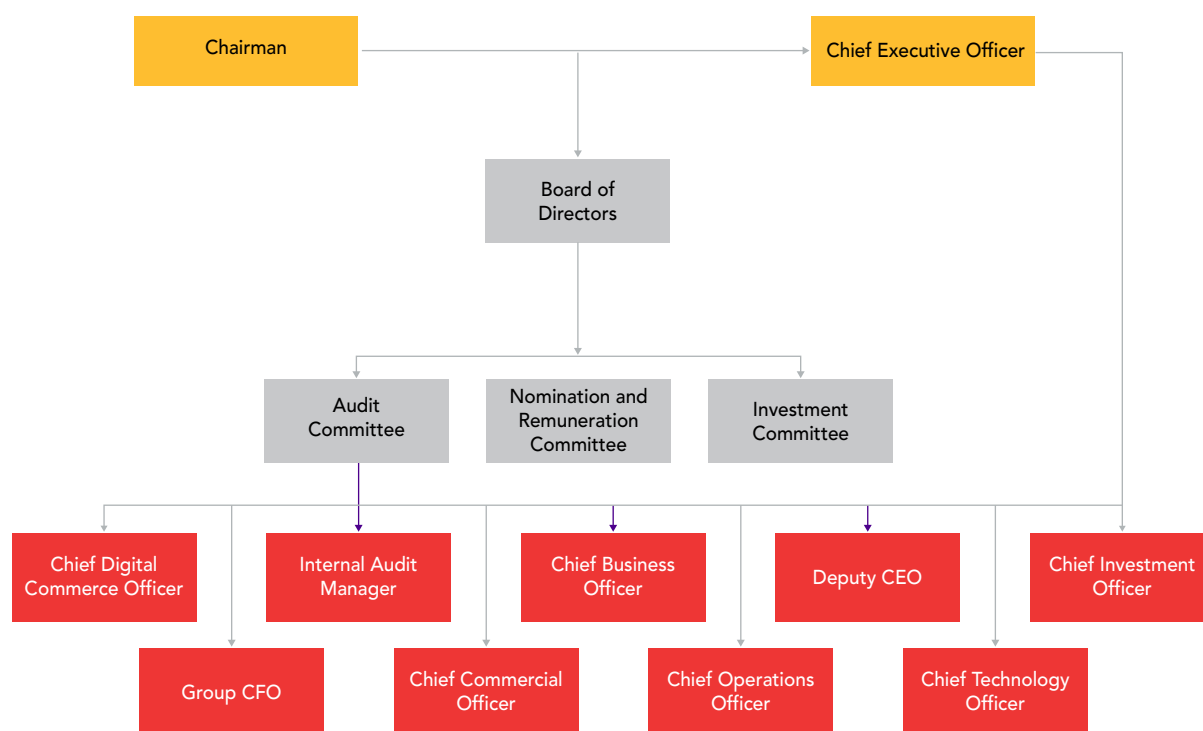 Chairman
Chief Executive Officer
Board of
Directors
Audit
Committee
Nomination and
Remuneration
Committee
Investment
Committee
Chief Digital
Commerce Officer
Internal Audit
Manager
Chief Business
Officer
Deputy CEO
Chief Investment
Officer
Group CFO
Chief Commercial
Officer
Chief Operations
Officer
Chief Technology
Officer